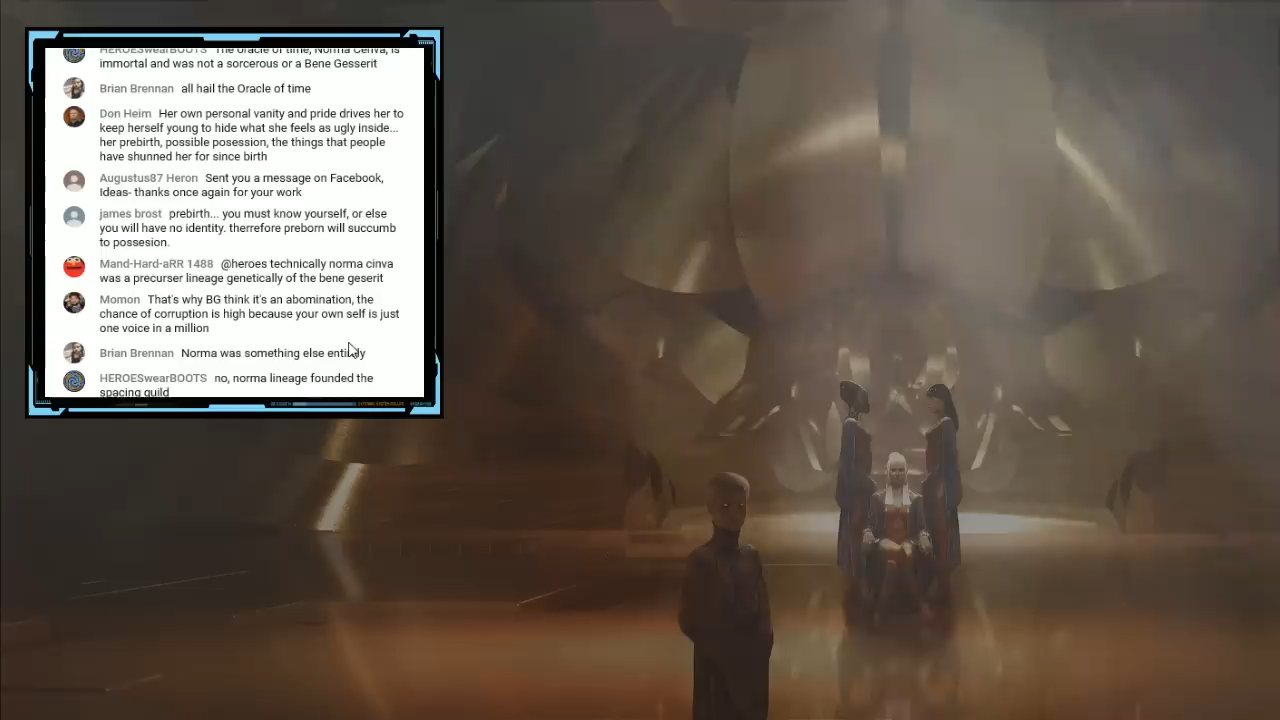 HEROESwearBOOTS The oracle of time, Norma Cenva, is
immortal and was not a sorcerous or a Bene Gesserit
Brian Brennan all hail the Oracle of time
Don Heim Her own personal vanity and pride drives her to
keep herself young to hide what she feels as ugly inside...
her prebirth, possible posession, the things that people
have shunned her for since birth
Augustus87 Heron Sent you a message on Facebook,
Ideas- thanks once again for your work
james brost prebirth... you must know yourself, or else
you will have no identity. therrefore preborn will succumb
to possesion.
Mand-Hard-aRR 1488 @heroes technically norma cinva
was a precurser lineage genetically of the bene geserit
Momon That's why BG think it's an abomination, the
chance of corruption is high because your own self is just
one voice in a million
Brian Brennan Norma was something else entirely
HEROESwearBOOTS no, norma lineage founded the
spacing guild